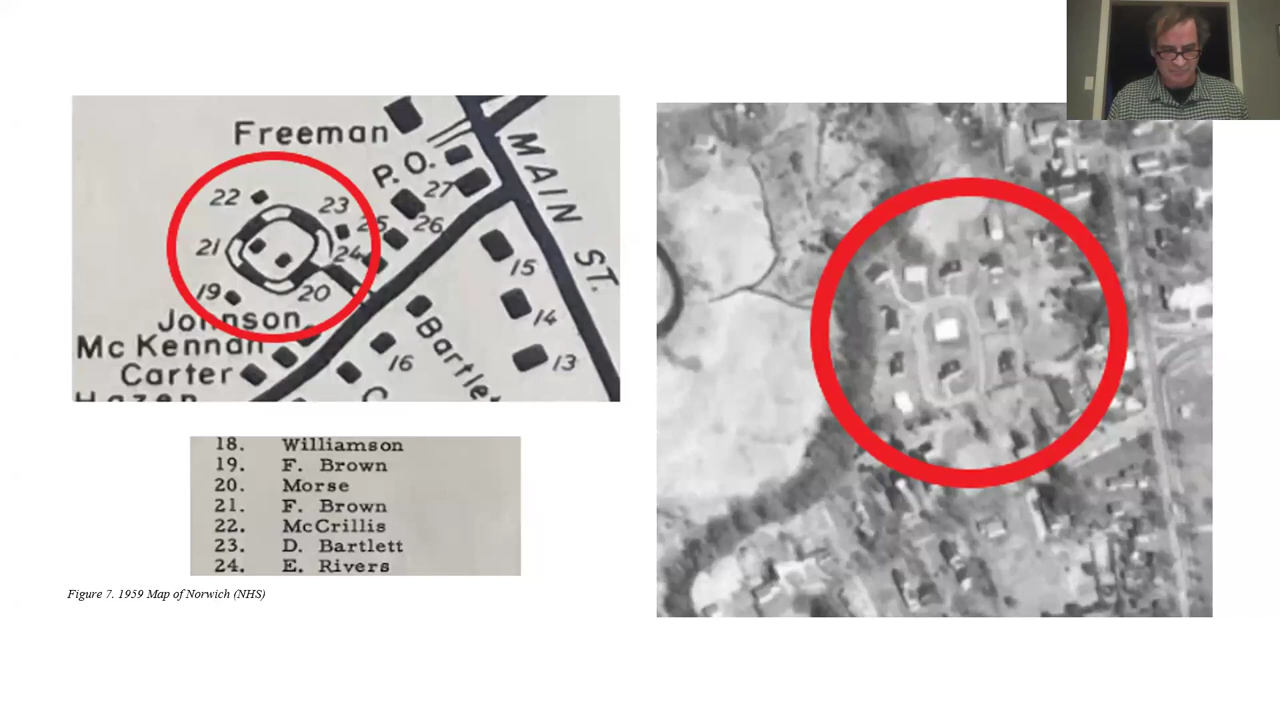 Freeman
P.O.
MAIN ST.
22
23
27
25
26
21
24
15
19
20
Johnson
14
McKennan
Bartlet
16
13
Carter
C
Hazen
18. Williamson
19. F. Brown
20. Morse
21. F. Brown
22. McCrillis
23. D. Bartlett
24. E. Rivers
Figure 7. 1959 Map of Norwich (NHS)